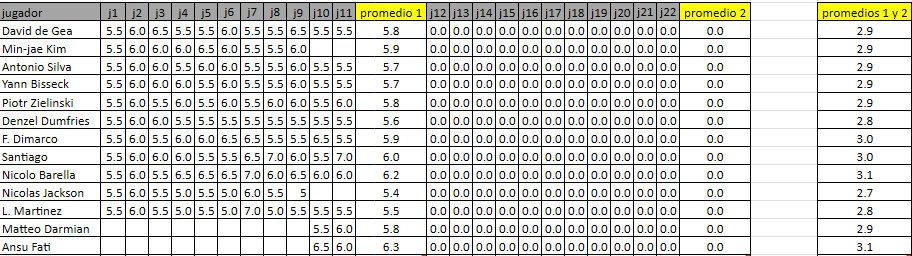 jugador j1 j2 j3 j4 j5 j6 j7 j8 j9 j10 j11 promedio 1 j12 j13 j14 j15 j16 j17 j18 j19 j20 j21 j22 promedio 2 promedios 1 y 2
David de Gea 5.5 6.0 6.5 5.5 5.5 6.0 5.5 5.5 6.5 5.5 5.5 5.8 0.0 0.0 0.0 0.0 0.0 0.0 0.0 0.0 0.0 0.0 0.0 0.0 2.9
Min-jae Kim 5.5 6.0 6.0 6.5 5.5 6.0 5.5 5.5 6.0 5.9 0.0 0.0 0.0 0.0 0.0 0.0 0.0 0.0 0.0 0.0 0.0 0.0 2.9
Antonio Silva 5.5 6.0 5.5 6.0 6.0 5.5 6.0 5.5 5.5 6.0 5.5 5.7 0.0 0.0 0.0 0.0 0.0 0.0 0.0 0.0 0.0 0.0 0.0 0.0 2.9
Yann Bisseck 5.5 6.0 5.5 6.0 5.5 6.0 5.5 5.5 5.5 6.0 5.5 5.7 0.0 0.0 0.0 0.0 0.0 0.0 0.0 0.0 0.0 0.0 0.0 0.0 2.9
Piotr Zielinski 5.5 6.0 5.5 6.0 5.5 6.0 5.5 6.0 6.0 5.5 6.0 5.8 0.0 0.0 0.0 0.0 0.0 0.0 0.0 0.0 0.0 0.0 0.0 0.0 2.9
Denzel Dumfries 5.5 6.0 6.0 5.5 5.5 5.5 5.5 5.5 5.5 5.5 5.5 5.6 0.0 0.0 0.0 0.0 0.0 0.0 0.0 0.0 0.0 0.0 0.0 0.0 2.8
F. Dimarco 5.5 6.0 5.5 6.0 6.0 6.5 6.5 5.5 5.5 6.0 5.5 5.9 0.0 0.0 0.0 0.0 0.0 0.0 0.0 0.0 0.0 0.0 0.0 0.0 3.0
Santiago 5.5 6.0 6.0 6.0 5.5 5.5 6.5 7.0 6.0 5.5 7.0 6.0 0.0 0.0 0.0 0.0 0.0 0.0 0.0 0.0 0.0 0.0 0.0 0.0 3.0
Nicolo Barella 5.5 6.0 5.5 6.5 6.5 6.5 7.0 6.0 6.5 6.0 6.0 6.2 0.0 0.0 0.0 0.0 0.0 0.0 0.0 0.0 0.0 0.0 0.0 0.0 3.1
Nicolas Jackson 5.5 6.0 5.5 5.0 5.5 5.0 6.0 5.5 5 5.4 0.0 0.0 0.0 0.0 0.0 0.0 0.0 0.0 0.0 0.0 0.0 0.0 2.7
L. Martinez 5.5 6.0 5.5 5.0 5.5 5.0 7.0 5.0 5.5 5.5 5.5 5.5 0.0 0.0 0.0 0.0 0.0 0.0 0.0 0.0 0.0 0.0 0.0 0.0 2.8
Matteo Darmian 5.5 6.0 5.8 0.0 0.0 0.0 0.0 0.0 0.0 0.0 0.0 0.0 0.0 0.0 0.0 2.9
Ansu Fati 6.5 6.0 6.3 0.0 0.0 0.0 0.0 0.0 0.0 0.0 0.0 0.0 0.0 0.0 0.0 3.1